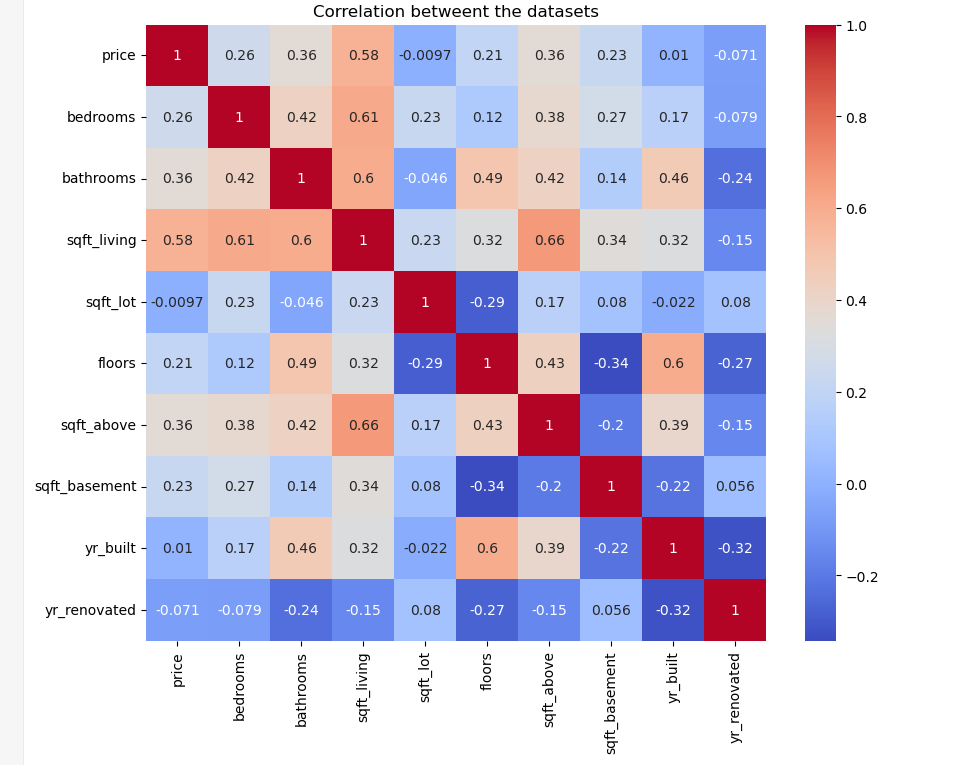 Correlation betweent the datasets
price 1 0.26 0.36 0.58 -0.0097 0.21 0.36 0.23 0.01 -0.071
bedrooms 0.26 1 0.42 0.61 0.23 0.12 0.38 0.27 0.17 -0.079
bathrooms 0.36 0.42 1 0.6 -0.046 0.49 0.42 0.14 0.46 -0.24
sqft_living 0.58 0.61 0.6 1 0.23 0.32 0.66 0.34 0.32 -0.15
sqft_lot -0.0097 0.23 -0.046 0.23 1 -0.29 0.17 0.08 -0.022 0.08
floors 0.21 0.12 0.49 0.32 -0.29 1 0.43 -0.34 0.6 -0.27
sqft_above 0.36 0.38 0.42 0.66 0.17 0.43 1 -0.2 0.39 -0.15
sqft_basement 0.23 0.27 0.14 0.34 0.08 -0.34 -0.2 1 -0.22 0.056
yr_built 0.01 0.17 0.46 0.32 -0.022 0.6 0.39 -0.22 1 -0.32
yr_renovated -0.071 -0.079 -0.24 -0.15 0.08 -0.27 -0.15 0.056 -0.32 1
price
bedrooms
bathrooms
sqft_living
sqft_lot
floors
sqft_above
sqft_basement
yr_built
yr_renovated
1.0
0.8
0.6
0.4
0.2
0.0
−0.2